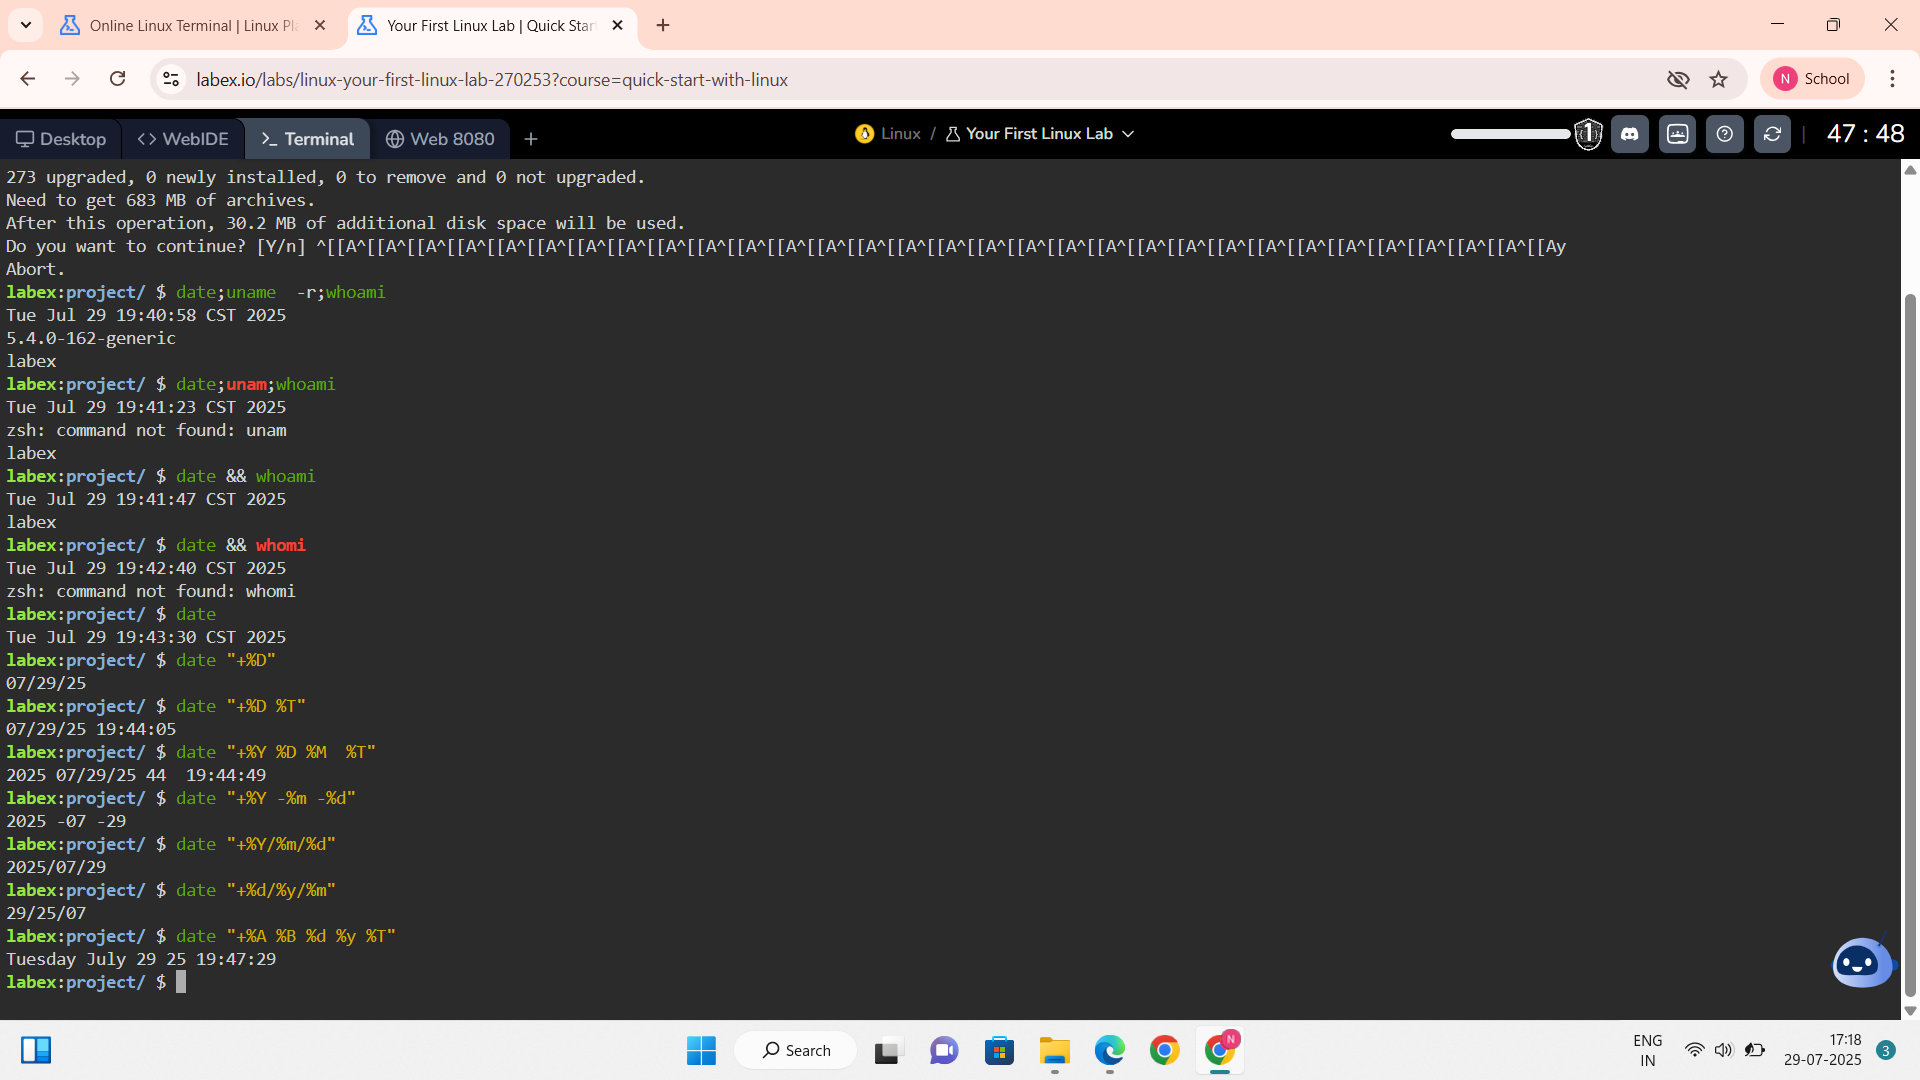 Online Linux Terminal | Linux Pla
Your First Linux Lab | Quick Star
labex.io/labs/linux-your-first-linux-lab-270253?course=quick-start-with-linux
N School
Desktop
WebIDE
Terminal
Web 8080
Linux / Your First Linux Lab
1
47 : 48
273 upgraded, 0 newly installed, 0 to remove and 0 not upgraded.
Need to get 683 MB of archives.
After this operation, 30.2 MB of additional disk space will be used.
Do you want to continue? [Y/n] ^[[A^[[A^[[A^[[A^[[A^[[A^[[A^[[A^[[A^[[A^[[A^[[A^[[A^[[A^[[A^[[A^[[A^[[A^[[A^[[A^[[A^[[A^[[A^[[A^[[A^[[A^[[A^[[A^[[A^[[A^[[Ay
Abort.
labex:project/ $ date;uname  -r;whoami
Tue Jul 29 19:40:58 CST 2025
5.4.0-162-generic
labex
labex:project/ $ date;unam;whoami
Tue Jul 29 19:41:23 CST 2025
zsh: command not found: unam
labex
labex:project/ $ date && whoami
Tue Jul 29 19:41:47 CST 2025
labex
labex:project/ $ date && whomi
Tue Jul 29 19:42:40 CST 2025
zsh: command not found: whomi
labex:project/ $ date
Tue Jul 29 19:43:30 CST 2025
labex:project/ $ date "+%D"
07/29/25
labex:project/ $ date "+%D %T"
07/29/25 19:44:05
labex:project/ $ date "+%Y %D %M  %T"
2025 07/29/25 44  19:44:49
labex:project/ $ date "+%Y -%m -%d"
2025 -07 -29
labex:project/ $ date "+%Y/%m/%d"
2025/07/29
labex:project/ $ date "+%d/%y/%m"
29/25/07
labex:project/ $ date "+%A %B %d %y %T"
Tuesday July 29 25 19:47:29
labex:project/ $
Search
N
ENG
IN
17:18
29-07-2025
3